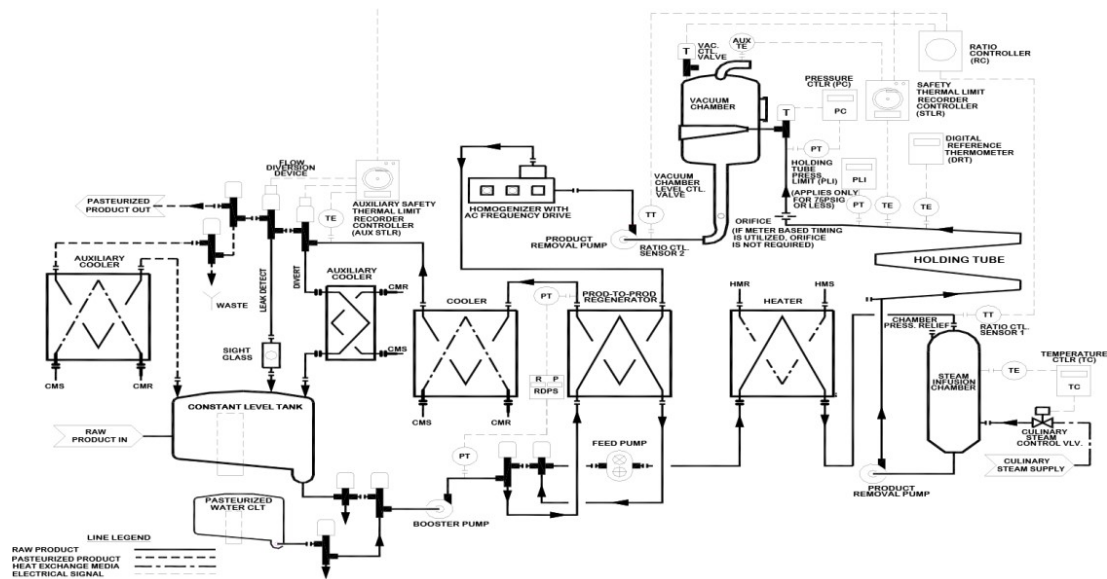 T
VAC.
CTL.
VALVE
AUX
TE
RATIO
CONTROLLER
(RC)
PRESSURE
CTLR (PC)
PC
SAFETY
THERMAL LIMIT
RECORDER
CONTROLLER
(STLR)
VACUUM
CHAMBER
T
PT
DIGITAL
REFERENCE
THERMOMETER
(DRT)
HOLDING
TUBE
PRESS.
LIMIT (PLI)
(APPLIES ONLY
FOR 75PSIG
OR LESS)
PLI
PT
TE
TE
FLOW
DIVERSION
DEVICE
PASTEURIZED
PRODUCT OUT
TE
AUXILIARY SAFETY
THERMAL LIMIT
RECORDER
CONTROLLER
(AUX STLR)
HOMOGENIZER WITH
AC FREQUENCY DRIVE
VACUUM
CHAMBER
LEVEL CTL.
VALVE
TT
PRODUCT
REMOVAL PUMP
RATIO CTL.
SENSOR 2
ORIFICE
(IF METER BASED TIMING
IS UTILIZED, ORIFICE
IS NOT REQUIRED)
HOLDING TUBE
AUXILIARY
COOLER
WASTE
LEAK DETECT
DIVERT
AUXILIARY
COOLER
CMR
CMS
COOLER
PT
PROD-TO-PROD
REGENERATOR
HMR
HMS
HEATER
CHAMBER
PRESS. RELIEF
TT
RATIO CTL.
SENSOR 1
SIGHT
GLASS
CMS
CMR
R P
RDPS
CMS
CMR
STEAM
INFUSION
CHAMBER
TE
TEMPERATURE
CTLR (TC)
TC
CONSTANT LEVEL TANK
RAW
PRODUCT IN
PT
FEED PUMP
CULINARY
STEAM
CONTROL VLV.
CULINARY
STEAM SUPPLY
PRODUCT
REMOVAL PUMP
PASTEURIZED
WATER CLT
BOOSTER PUMP
LINE LEGEND
RAW PRODUCT
PASTEURIZED PRODUCT
HEAT EXCHANGE MEDIA
ELECTRICAL SIGNAL